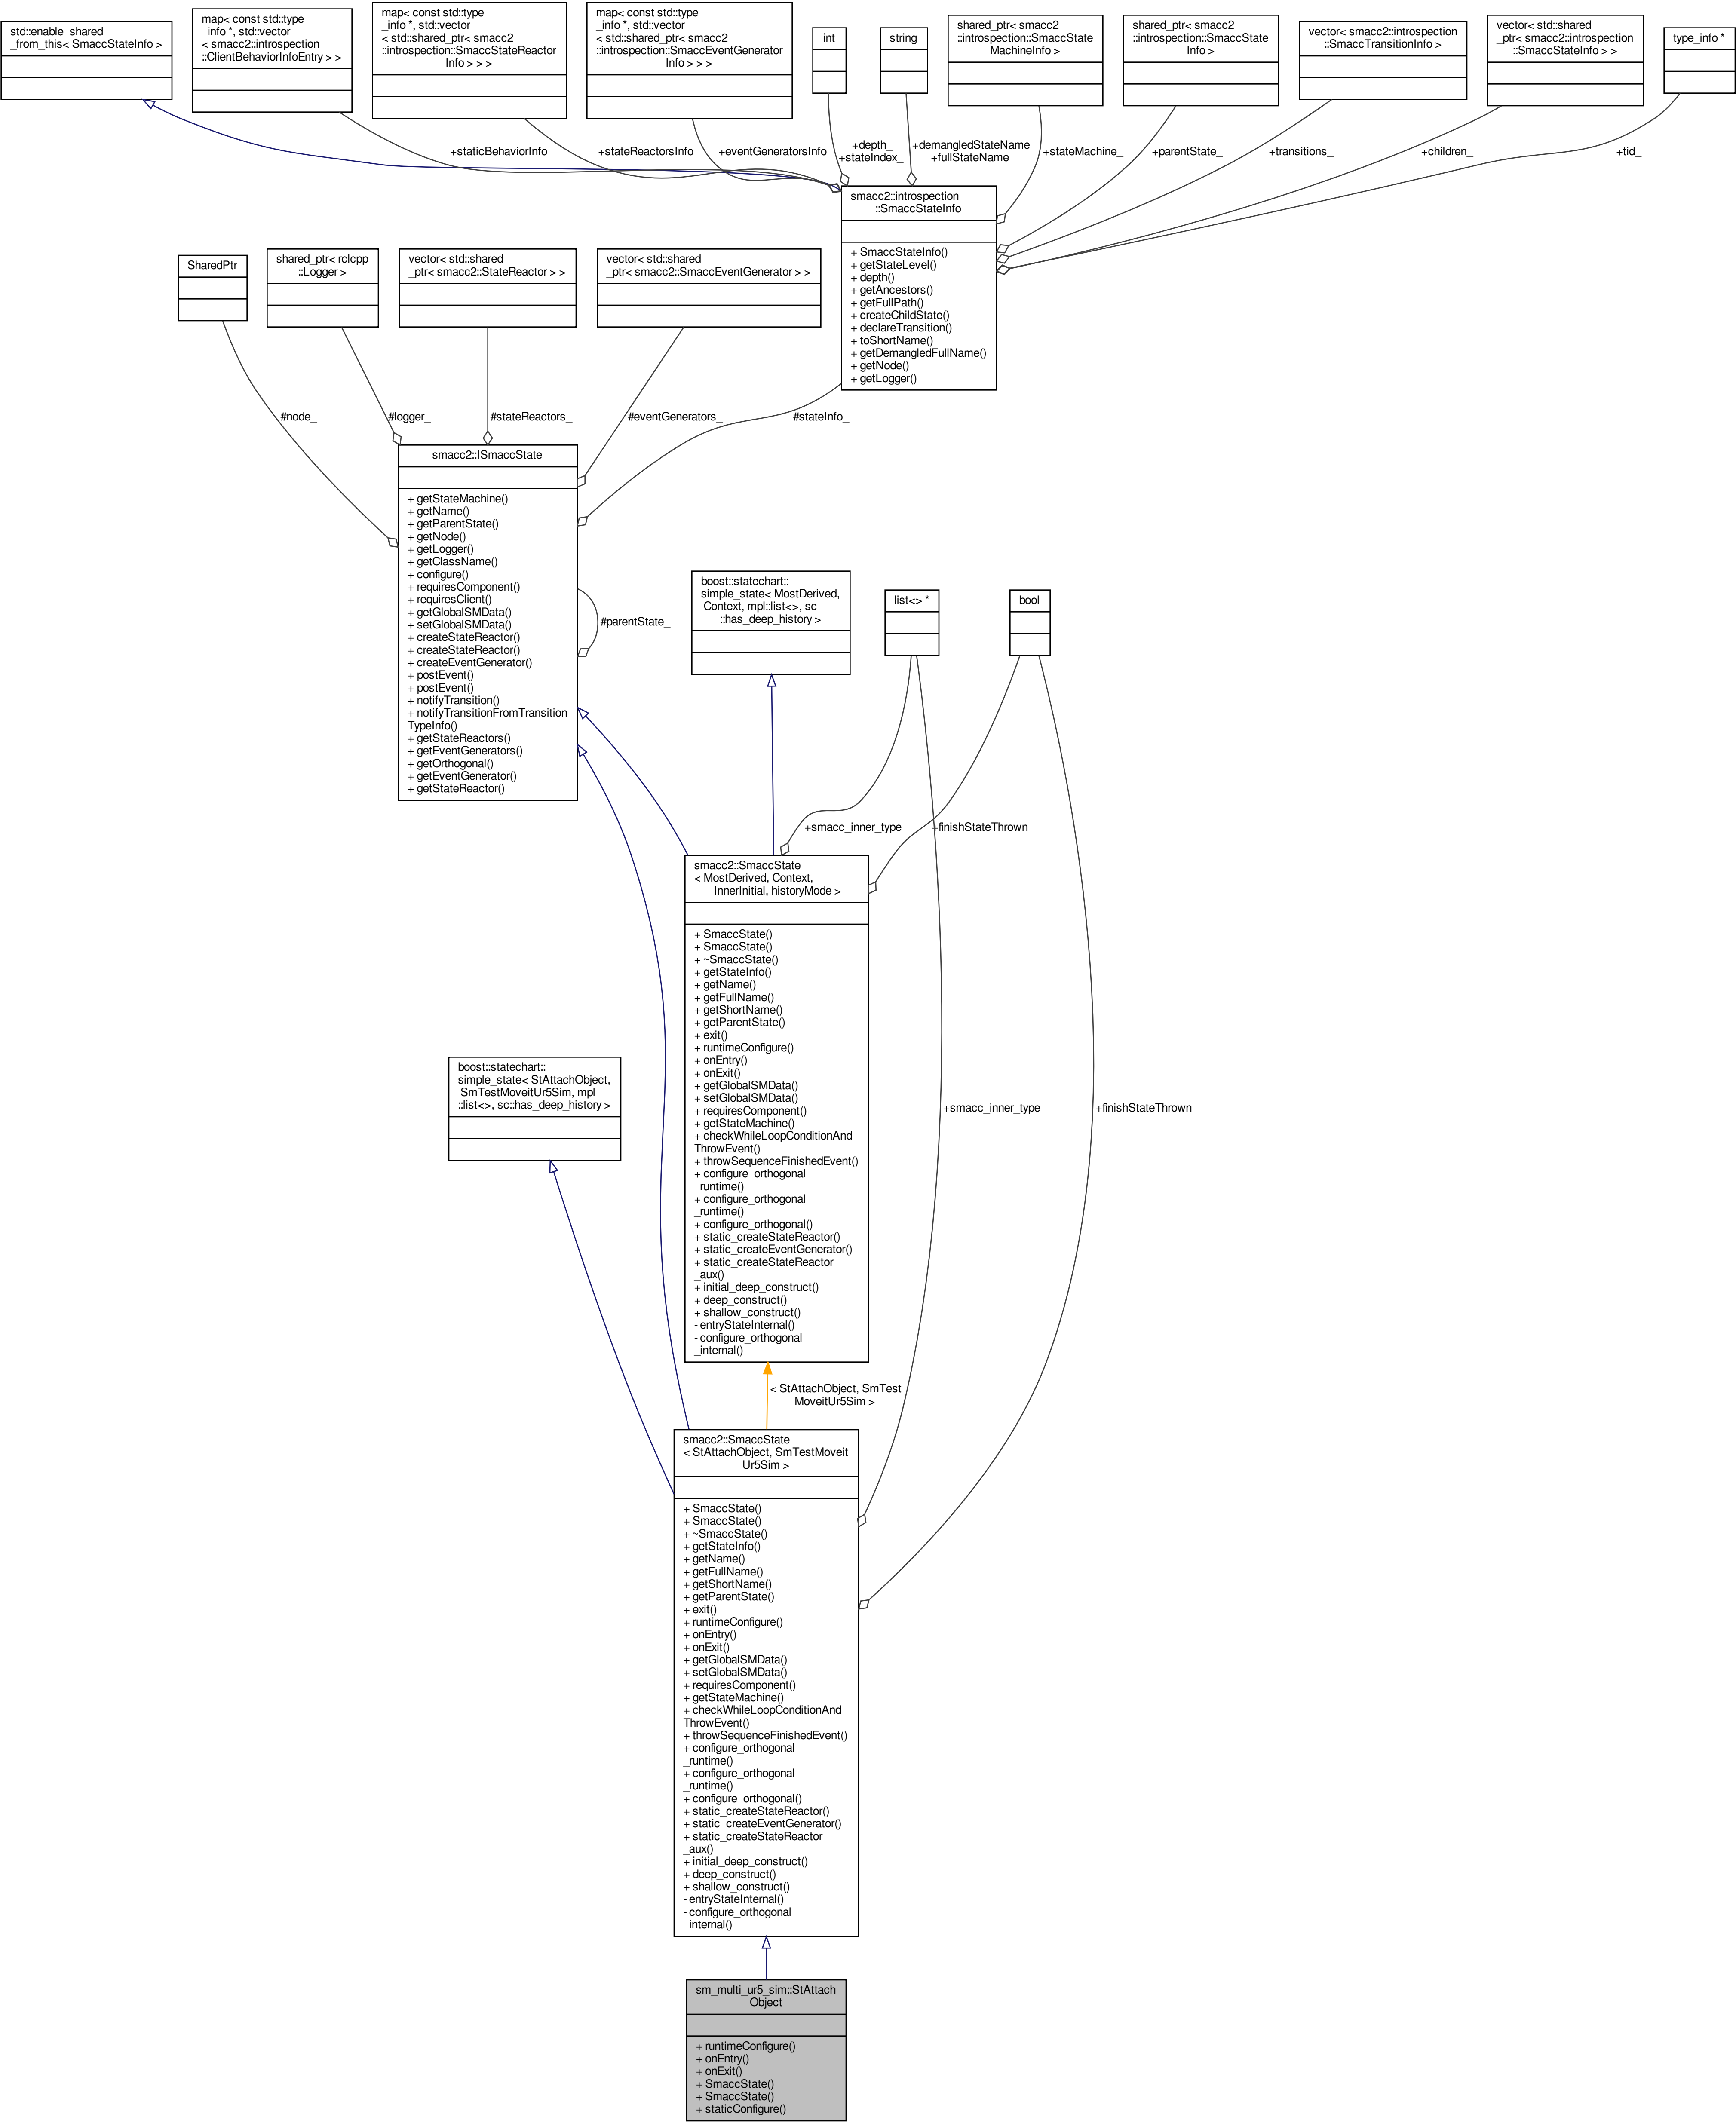 std::enable_shared
_from_this< SmaccStateInfo >
map< const std::type
_info *, std::vector
< smacc2::introspection
::ClientBehaviorInfoEntry > >
map< const std::type
_info *, std::vector
< std::shared_ptr< smacc2
::introspection::SmaccStateReactor
Info > > >
map< const std::type
_info *, std::vector
< std::shared_ptr< smacc2
::introspection::SmaccEventGenerator
Info > > >
int
string
shared_ptr< smacc2
::introspection::SmaccState
MachineInfo >
shared_ptr< smacc2
::introspection::SmaccState
Info >
vector< smacc2::introspection
::SmaccTransitionInfo >
vector< std::shared
_ptr< smacc2::introspection
::SmaccStateInfo > >
type_info *
+staticBehaviorInfo
+stateReactorsInfo
+eventGeneratorsInfo
+depth_
+stateIndex_
+demangledStateName
+fullStateName
+stateMachine_
+parentState_
+transitions_
+children_
+tid_
smacc2::introspection
::SmaccStateInfo
+ SmaccStateInfo()
+ getStateLevel()
+ depth()
+ getAncestors()
+ getFullPath()
+ createChildState()
+ declareTransition()
+ toShortName()
+ getDemangledFullName()
+ getNode()
+ getLogger()
SharedPtr
shared_ptr< rclcpp
::Logger >
vector< std::shared
_ptr< smacc2::StateReactor > >
vector< std::shared
_ptr< smacc2::SmaccEventGenerator > >
#node_
#logger_
#stateReactors_
#eventGenerators_
#stateInfo_
smacc2::ISmaccState
+ getStateMachine()
+ getName()
+ getParentState()
+ getNode()
+ getLogger()
+ getClassName()
+ configure()
+ requiresComponent()
+ requiresClient()
+ getGlobalSMData()
+ setGlobalSMData()
+ createStateReactor()
+ createStateReactor()
+ createEventGenerator()
+ postEvent()
+ postEvent()
+ notifyTransition()
+ notifyTransitionFromTransition
TypeInfo()
+ getStateReactors()
+ getEventGenerators()
+ getOrthogonal()
+ getEventGenerator()
+ getStateReactor()
#parentState_
boost::statechart::
simple_state< MostDerived,
Context, mpl::list<>, sc
::has_deep_history >
list<> *
bool
+smacc_inner_type
+finishStateThrown
smacc2::SmaccState
< MostDerived, Context,
InnerInitial, historyMode >
+ SmaccState()
+ SmaccState()
+ ~SmaccState()
+ getStateInfo()
+ getName()
+ getFullName()
+ getShortName()
+ getParentState()
+ exit()
+ runtimeConfigure()
+ onEntry()
+ onExit()
+ getGlobalSMData()
+ setGlobalSMData()
+ requiresComponent()
+ getStateMachine()
+ checkWhileLoopConditionAnd
ThrowEvent()
+ throwSequenceFinishedEvent()
+ configure_orthogonal
_runtime()
+ configure_orthogonal
_runtime()
+ configure_orthogonal()
+ static_createStateReactor()
+ static_createEventGenerator()
+ static_createStateReactor
_aux()
+ initial_deep_construct()
+ deep_construct()
+ shallow_construct()
- entryStateInternal()
- configure_orthogonal
_internal()
boost::statechart::
simple_state< StAttachObject,
SmTestMoveitUr5Sim, mpl
::list<>, sc::has_deep_history >
+smacc_inner_type
+finishStateThrown
< StAttachObject, SmTest
MoveitUr5Sim >
smacc2::SmaccState
< StAttachObject, SmTestMoveit
Ur5Sim >
+ SmaccState()
+ SmaccState()
+ ~SmaccState()
+ getStateInfo()
+ getName()
+ getFullName()
+ getShortName()
+ getParentState()
+ exit()
+ runtimeConfigure()
+ onEntry()
+ onExit()
+ getGlobalSMData()
+ setGlobalSMData()
+ requiresComponent()
+ getStateMachine()
+ checkWhileLoopConditionAnd
ThrowEvent()
+ throwSequenceFinishedEvent()
+ configure_orthogonal
_runtime()
+ configure_orthogonal
_runtime()
+ configure_orthogonal()
+ static_createStateReactor()
+ static_createEventGenerator()
+ static_createStateReactor
_aux()
+ initial_deep_construct()
+ deep_construct()
+ shallow_construct()
- entryStateInternal()
- configure_orthogonal
_internal()
sm_multi_ur5_sim::StAttach
Object
+ runtimeConfigure()
+ onEntry()
+ onExit()
+ SmaccState()
+ SmaccState()
+ staticConfigure()